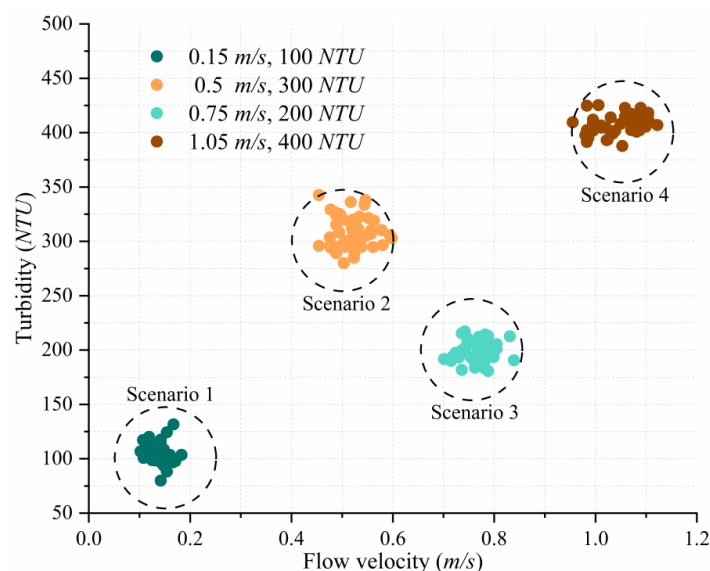 500
450
400
350
300
250
200
150
100
50
Turbidity (NTU)
0.15 m/s, 100 NTU
0.5 m/s, 300 NTU
0.75 m/s, 200 NTU
1.05 m/s, 400 NTU
Scenario 4
Scenario 2
Scenario 3
Scenario 1
0.0 0.2 0.4 0.6 0.8 1.0 1.2
Flow velocity (m/s)